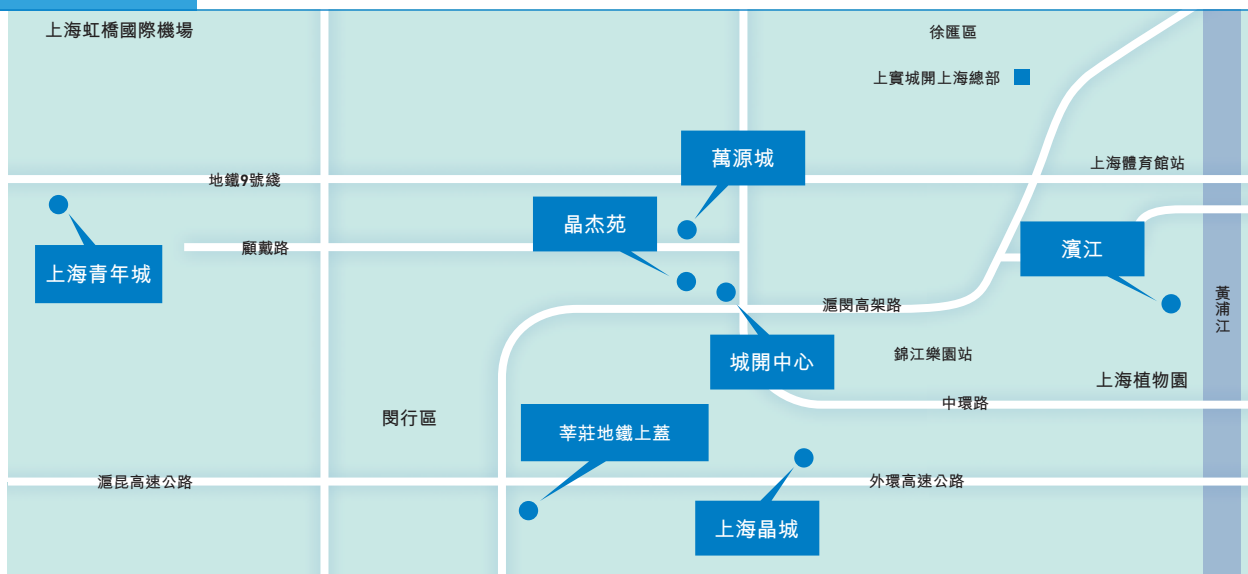 上海虹橋國際機場
徐匯區
上實城開上海總部
萬源城
上海體育館站
地鐵9號綫
晶杰苑
顧戴路
濱江
上海青年城
滬閔高架路
黃浦江
錦江樂園站
城開中心
上海植物園
中環路
閔行區
莘莊地鐵上蓋
滬昆高速公路
外環高速公路
上海晶城